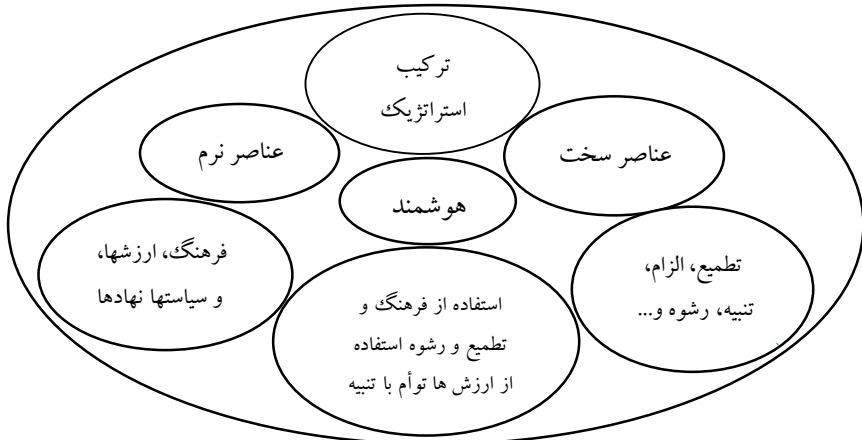 ترکیب
استراتژیک
عناصر سخت
عناصر نرم
هوشمند
تطمیع، الزام،
تنبیه، رشوه و...
فرهنگ، ارزشها،
و سیاستها نهادها
استفاده از فرهنگ و
تطمیع و رشوه استفاده
از ارزش ها توأم با تنبیه